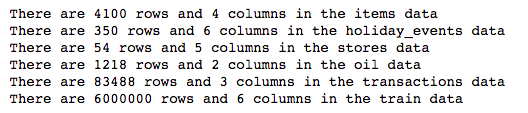 There are 4100 rows and 4 columns in the items data
There are 350 rows and 6 columns in the holiday_events data
There are 54 rows and 5 columns in the stores data
There are 1218 rows and 2 columns in the oil data
There are 83488 rows and 3 columns in the transactions data
There are 6000000 rows and 6 columns in the train data